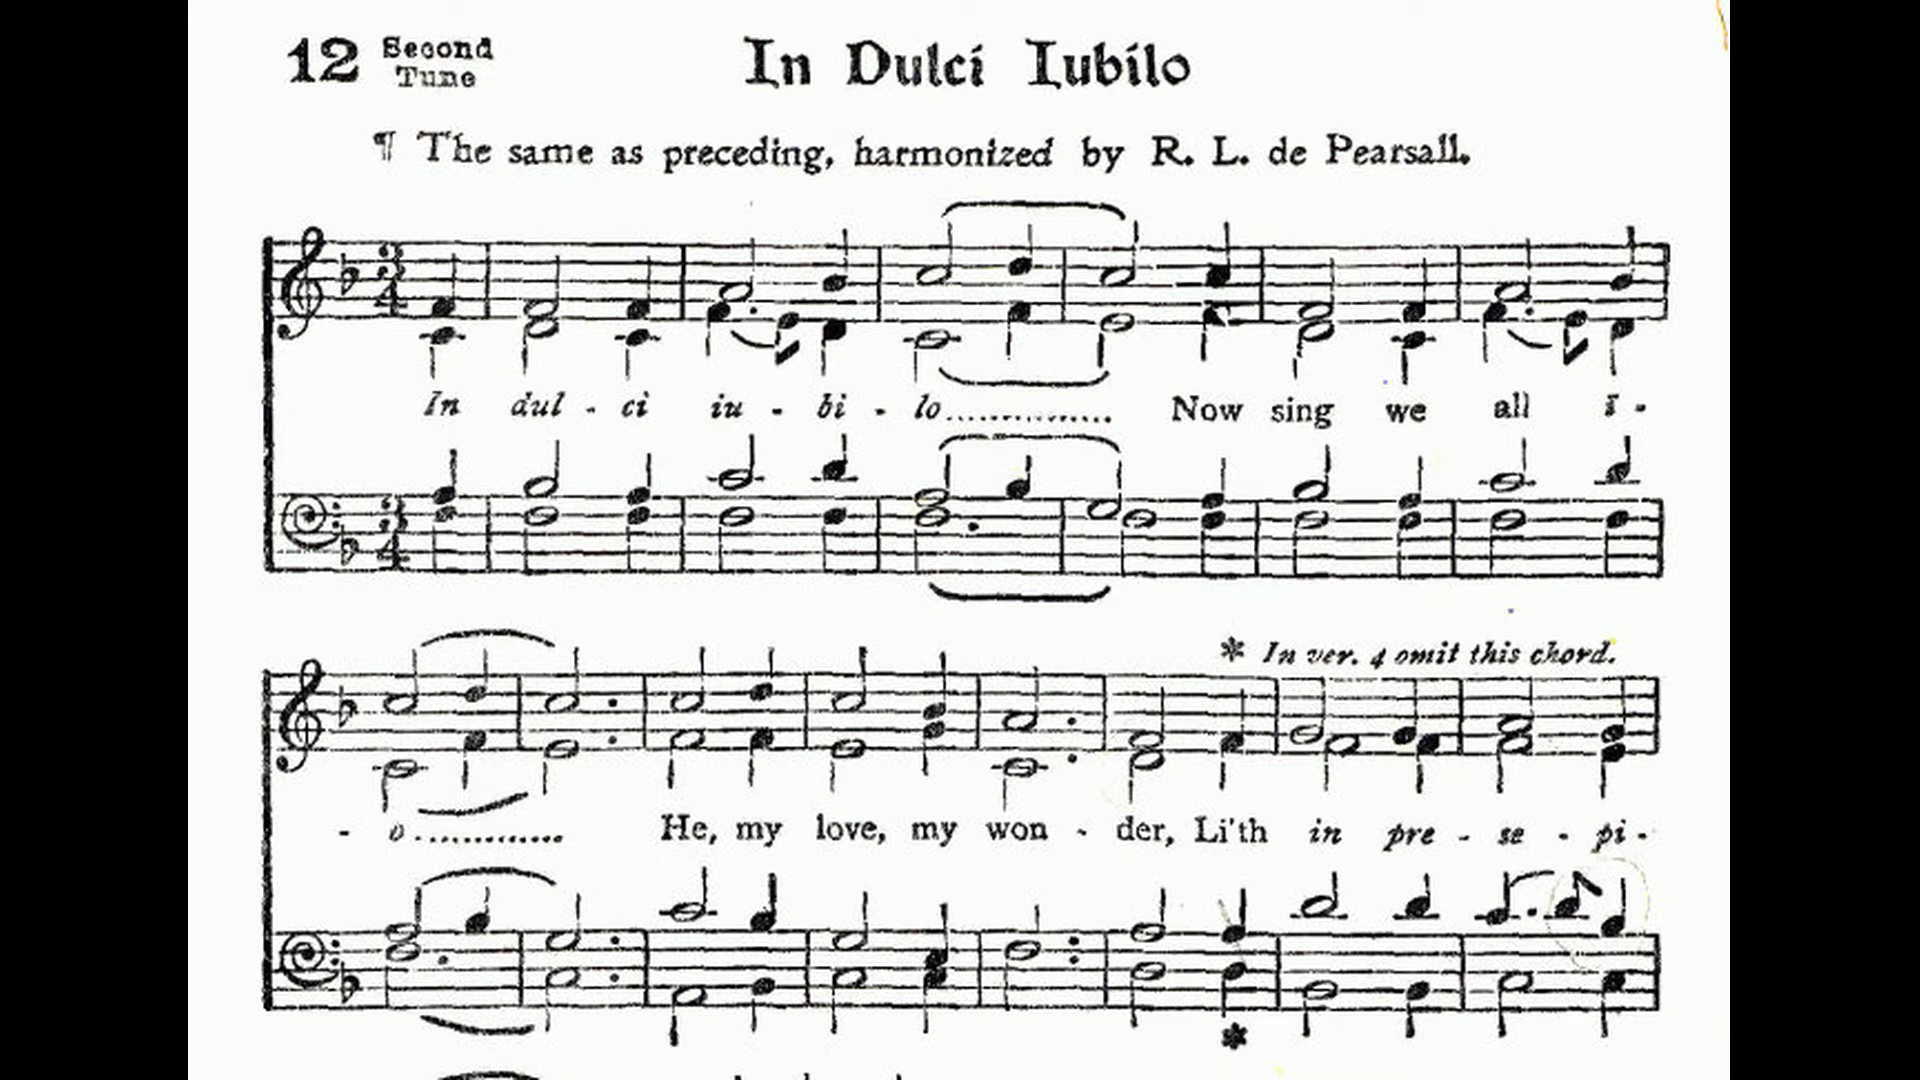 12 Second Tune
In Dulci Iubilo
¶ The same as preceding, harmonized by R. L. de Pearsall.
In dul - ci iu - bi - lo.............. Now sing we all i -
* In ver. 4 omit this chord.
- o............. He, my love, my won - der, Li'th in pre - se - pi -
*